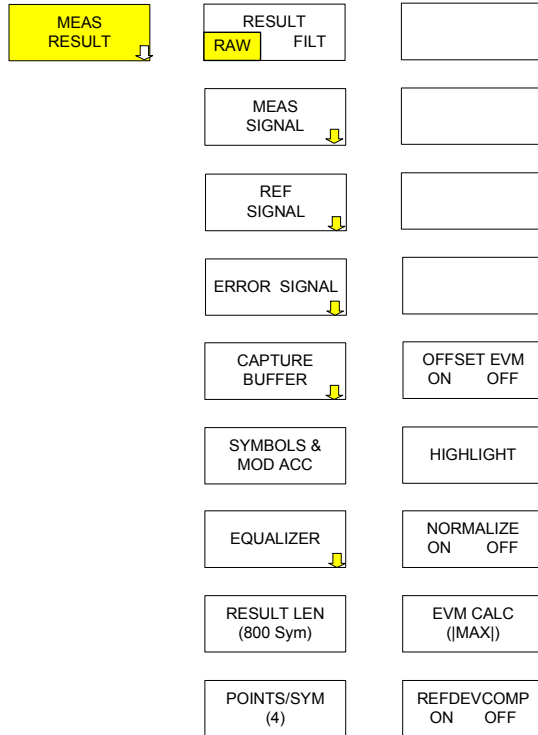 MEAS
RESULT
RESULT
RAW FILT
MEAS
SIGNAL
REF
SIGNAL
ERROR SIGNAL
CAPTURE
BUFFER
SYMBOLS &
MOD ACC
EQUALIZER
RESULT LEN
(800 Sym)
POINTS/SYM
(4)
OFFSET EVM
ON OFF
HIGHLIGHT
NORMALIZE
ON OFF
EVM CALC
(|MAX|)
REFDEVCOMP
ON OFF